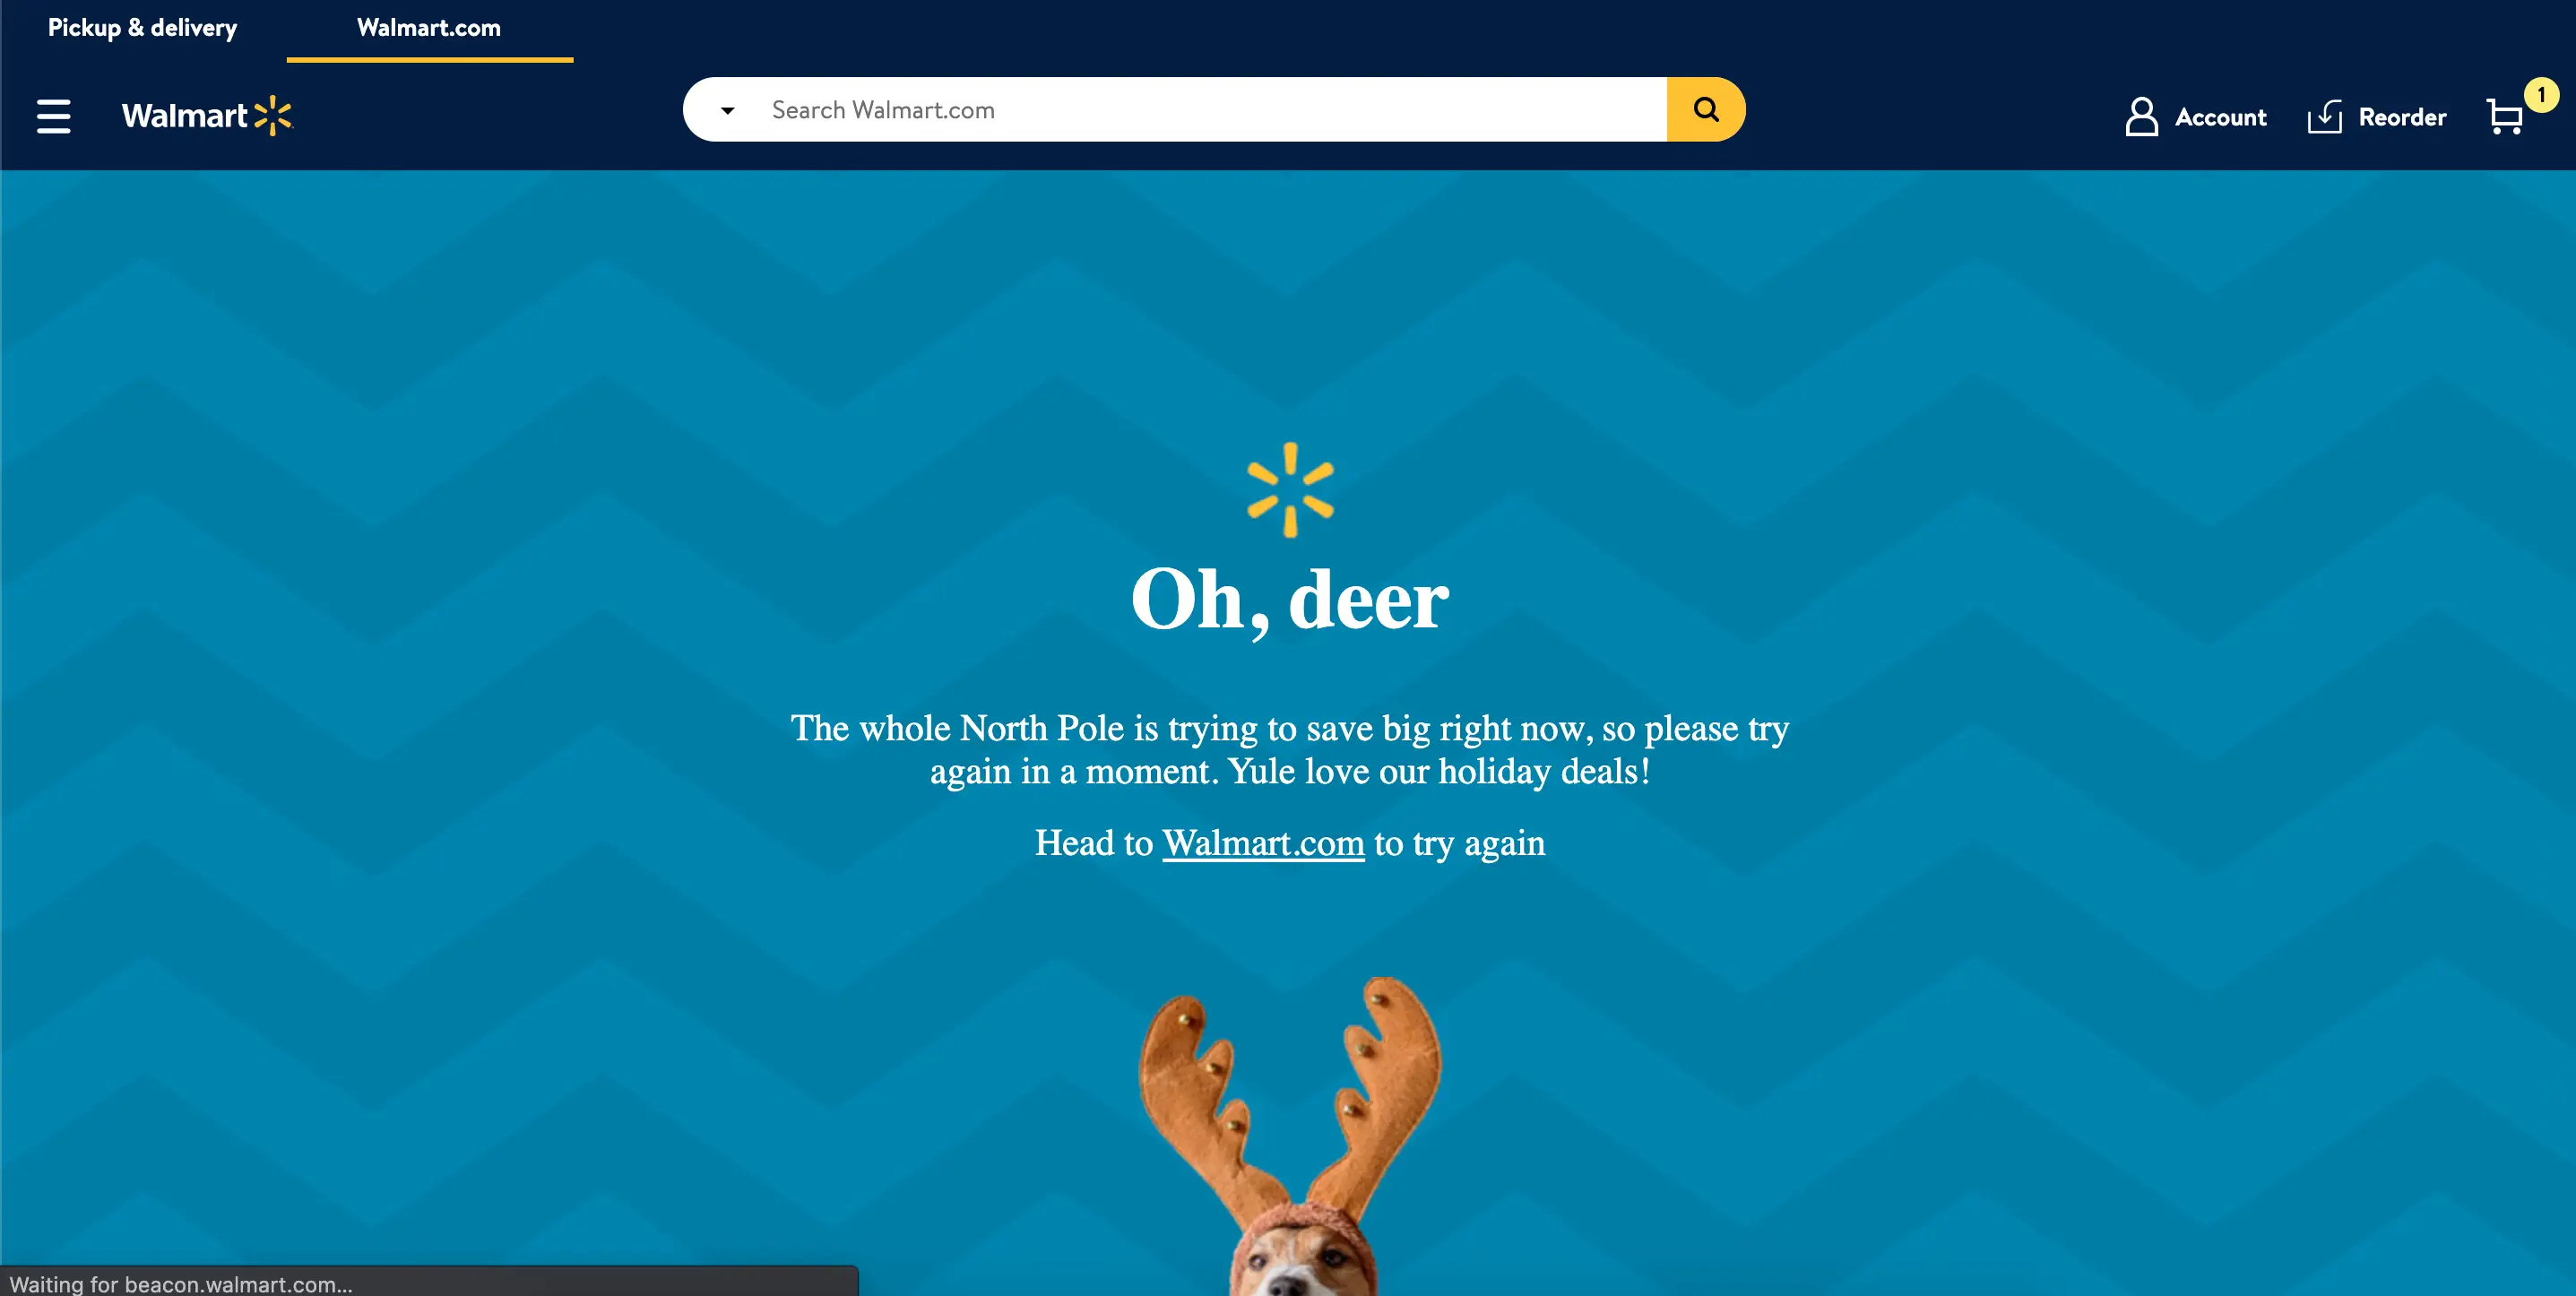 Pickup & delivery
Walmart.com
Walmart
Search Walmart.com
Account
Reorder
1
Oh, deer
The whole North Pole is trying to save big right now, so please try
again in a moment. Yule love our holiday deals!
Head to Walmart.com to try again
Waiting for beacon.walmart.com...